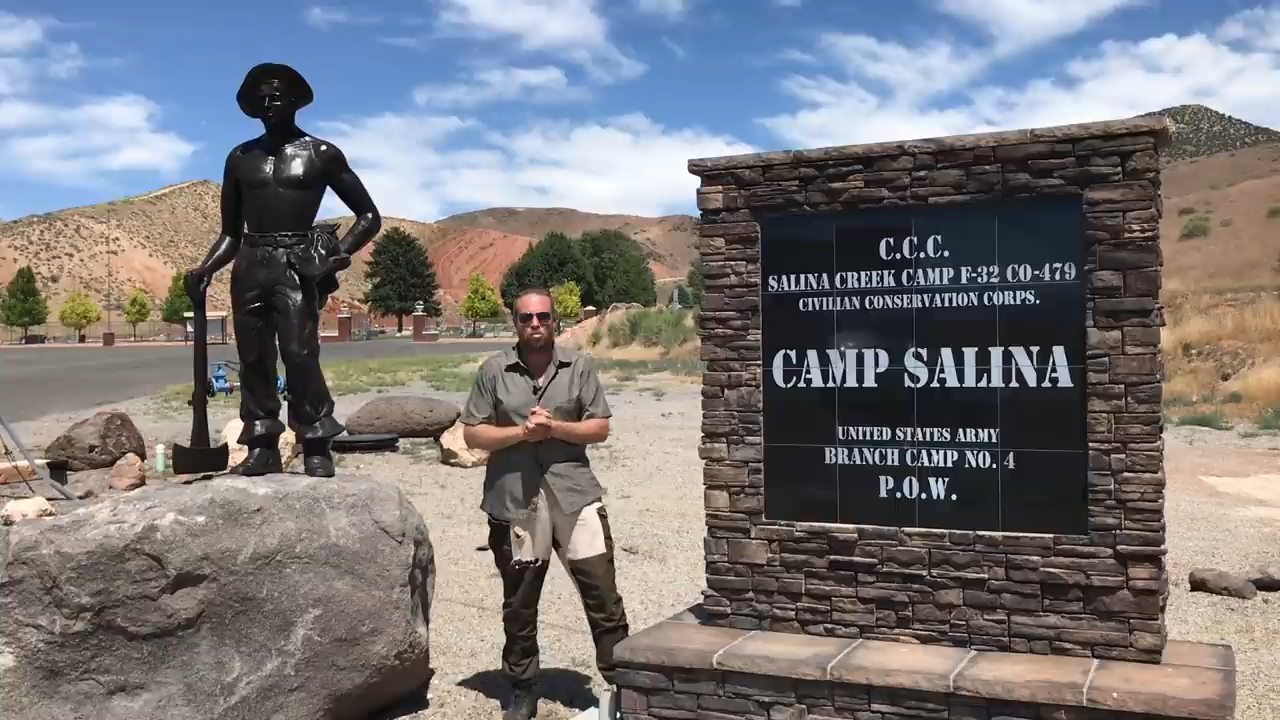 C.C.C.
SALINA CREEK CAMP F-32 CO-479
CIVILIAN CONSERVATION CORPS.
CAMP SALINA
UNITED STATES ARMY
BRANCH CAMP NO. 4
P.O.W.